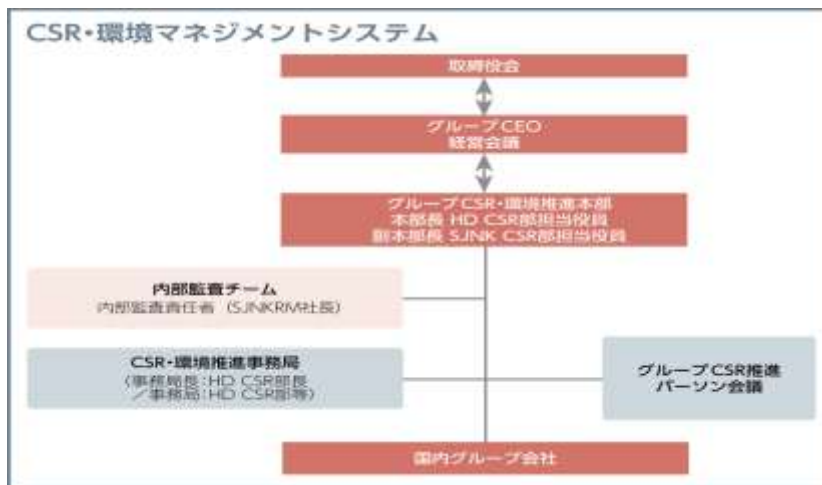 CSR・環境マネジメントシステム
取締役会
グループCEO
経営会議
グループCSR・環境推進本部
本部長 HD CSR部担当役員
副本部長 SJNK CSR部担当役員
内部監査チーム
内部監査責任者 (SJNKRM社長)
CSR・環境推進事務局
(事務局長:HD CSR部長
/事務局:HD CSR部等)
グループCSR推進
パーソン会議
国内グループ会社